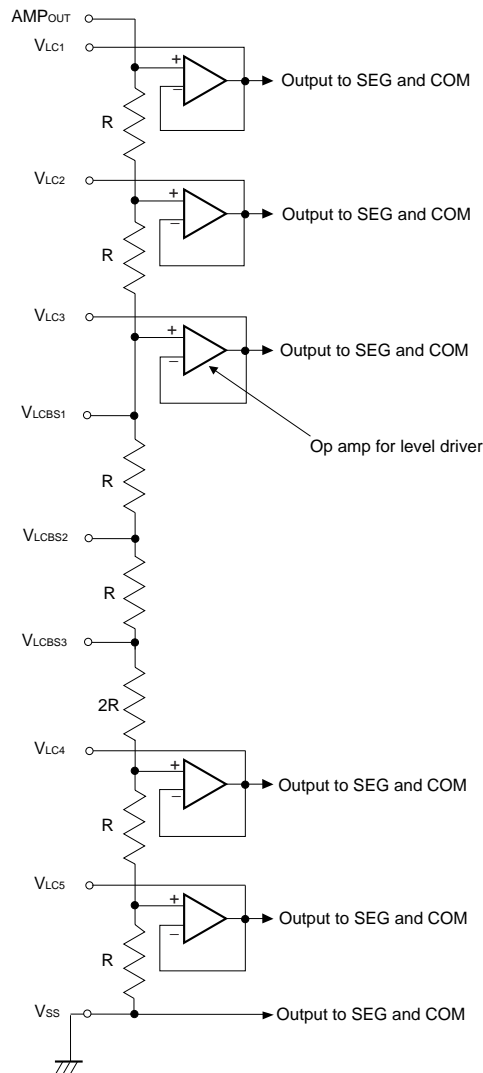 AMPOUT
VLC1
+
−
Output to SEG and COM
R
VLC2
+
−
Output to SEG and COM
R
VLC3
+
−
Output to SEG and COM
VLCBS1
Op amp for level driver
R
VLCBS2
R
VLCBS3
2R
VLC4
+
−
Output to SEG and COM
R
VLC5
+
−
Output to SEG and COM
R
VSS
Output to SEG and COM